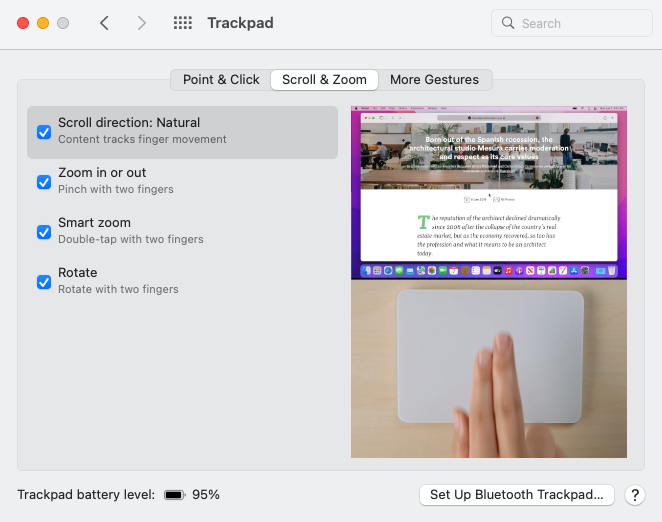 Trackpad
Search
Point & Click
Scroll & Zoom
More Gestures
Scroll direction: Natural
Content tracks finger movement
Zoom in or out
Pinch with two fingers
Smart zoom
Double-tap with two fingers
Rotate
Rotate with two fingers
Born out of the Spanish recession, the
architectural studio Mesura carries moderation
and respect as its core values
The reputation of the architect declined dramatically
since 2008 after the collapse of the country's real
estate market, but as the economy recovered, so too has
the profession and what it means to be an architect
today.
Trackpad battery level:
95%
Set Up Bluetooth Trackpad...
?